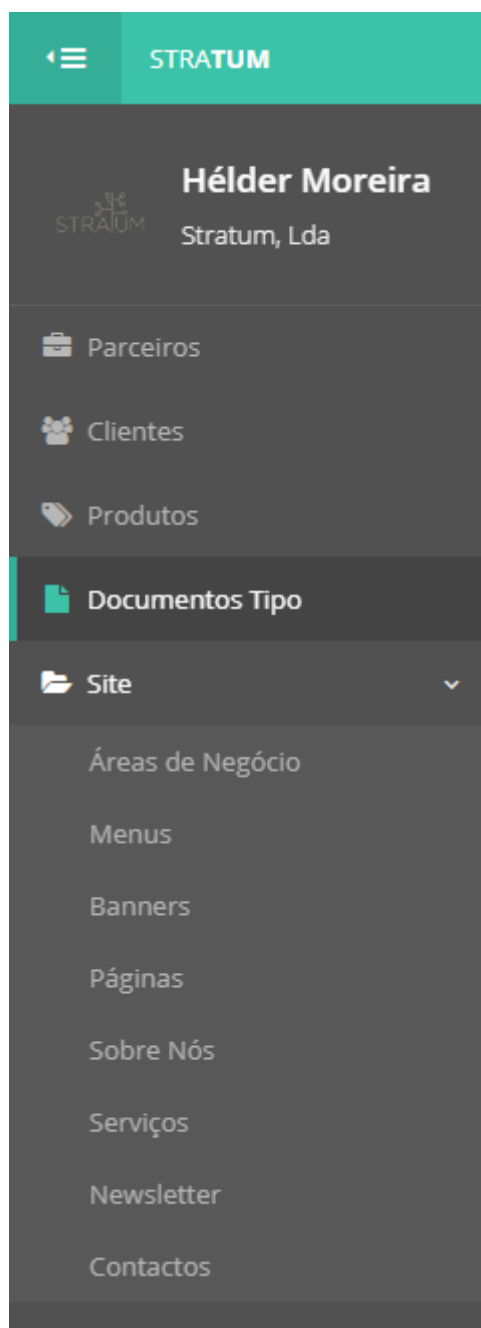 STRATUM
Hélder Moreira
STRATUM
Stratum, Lda
Parceiros
Clientes
Produtos
Documentos Tipo
Site
Áreas de Negócio
Menus
Banners
Páginas
Sobre Nós
Serviços
Newsletter
Contactos